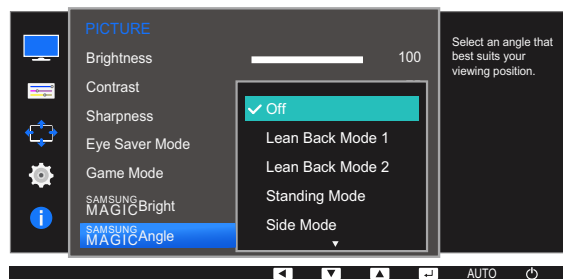 PICTURE
Brightness 100
Contrast
Sharpness
Eye Saver Mode
Game Mode
SAMSUNG
MAGICBright
SAMSUNG
MAGICAngle
Off
Lean Back Mode 1
Lean Back Mode 2
Standing Mode
Side Mode
Select an angle that
best suits your
viewing position.
AUTO